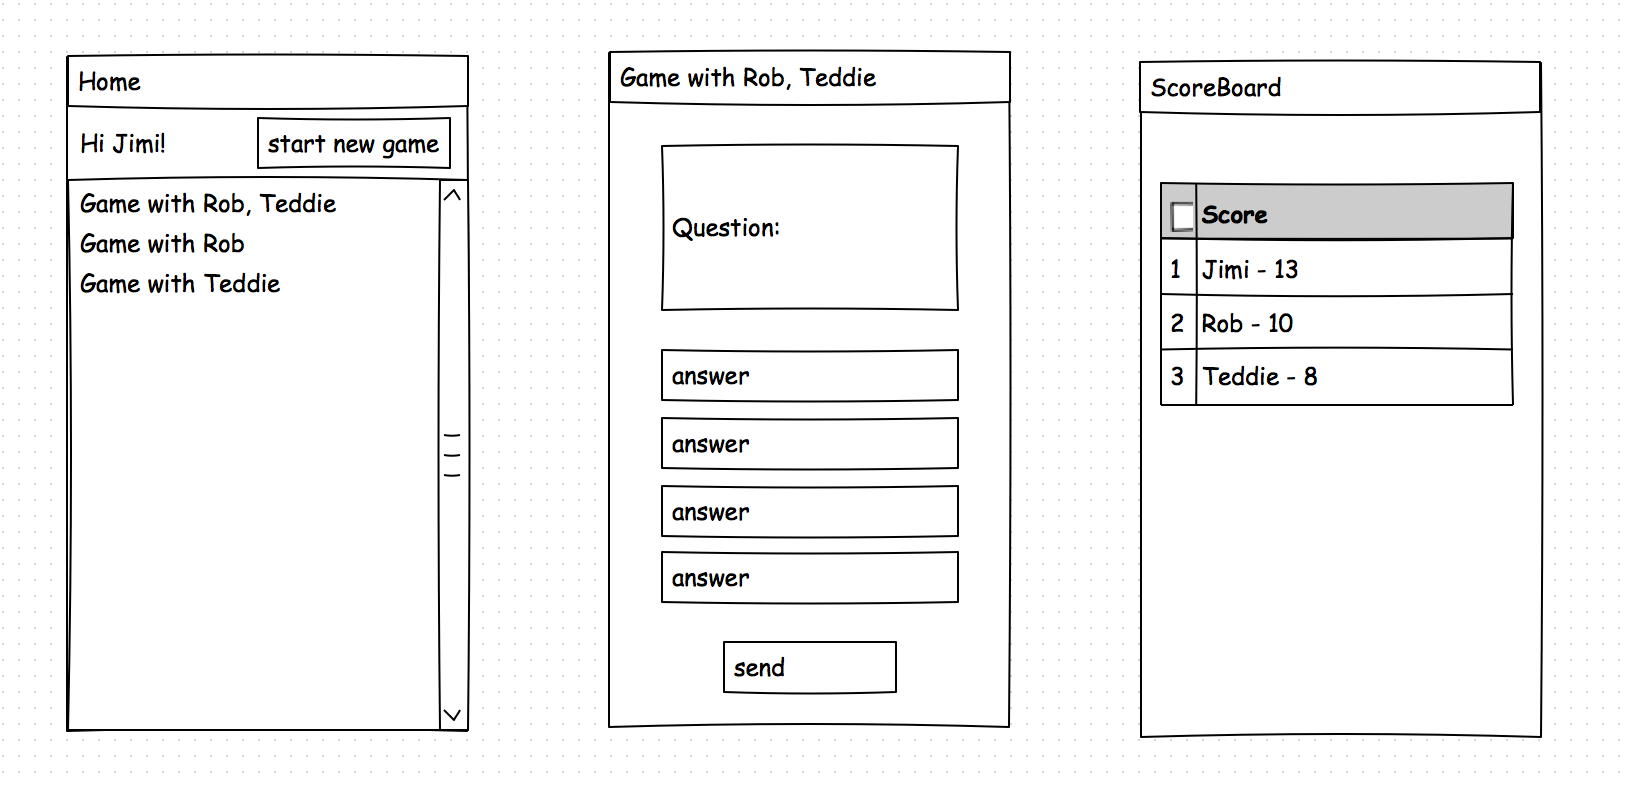 Home
Hi Jimi!
start new game
Game with Rob, Teddie
Game with Rob
Game with Teddie
Game with Rob, Teddie
Question:
answer
answer
answer
answer
send
ScoreBoard
Score
1 Jimi - 13
2 Rob - 10
3 Teddie - 8